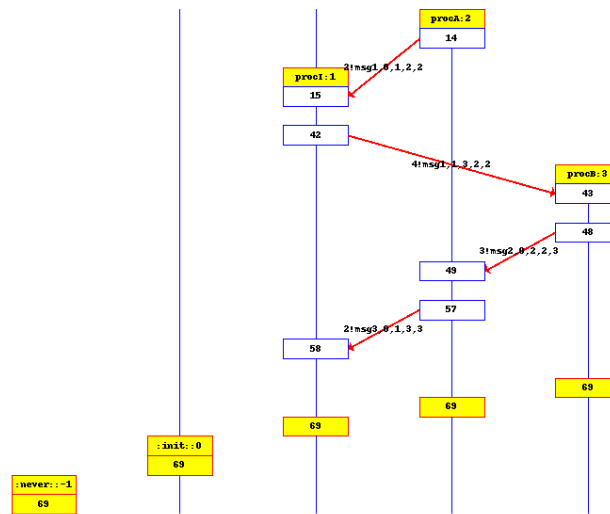 procA:2
14
2!msg1,0,1,2,2
procI:1
15
42
4!msg1,1,3,2,2
procB:3
43
48
3!msg2,0,2,2,3
49
57
2!msg3,0,1,3,3
58
69
69
69
:init::0
69
:never::-1
69